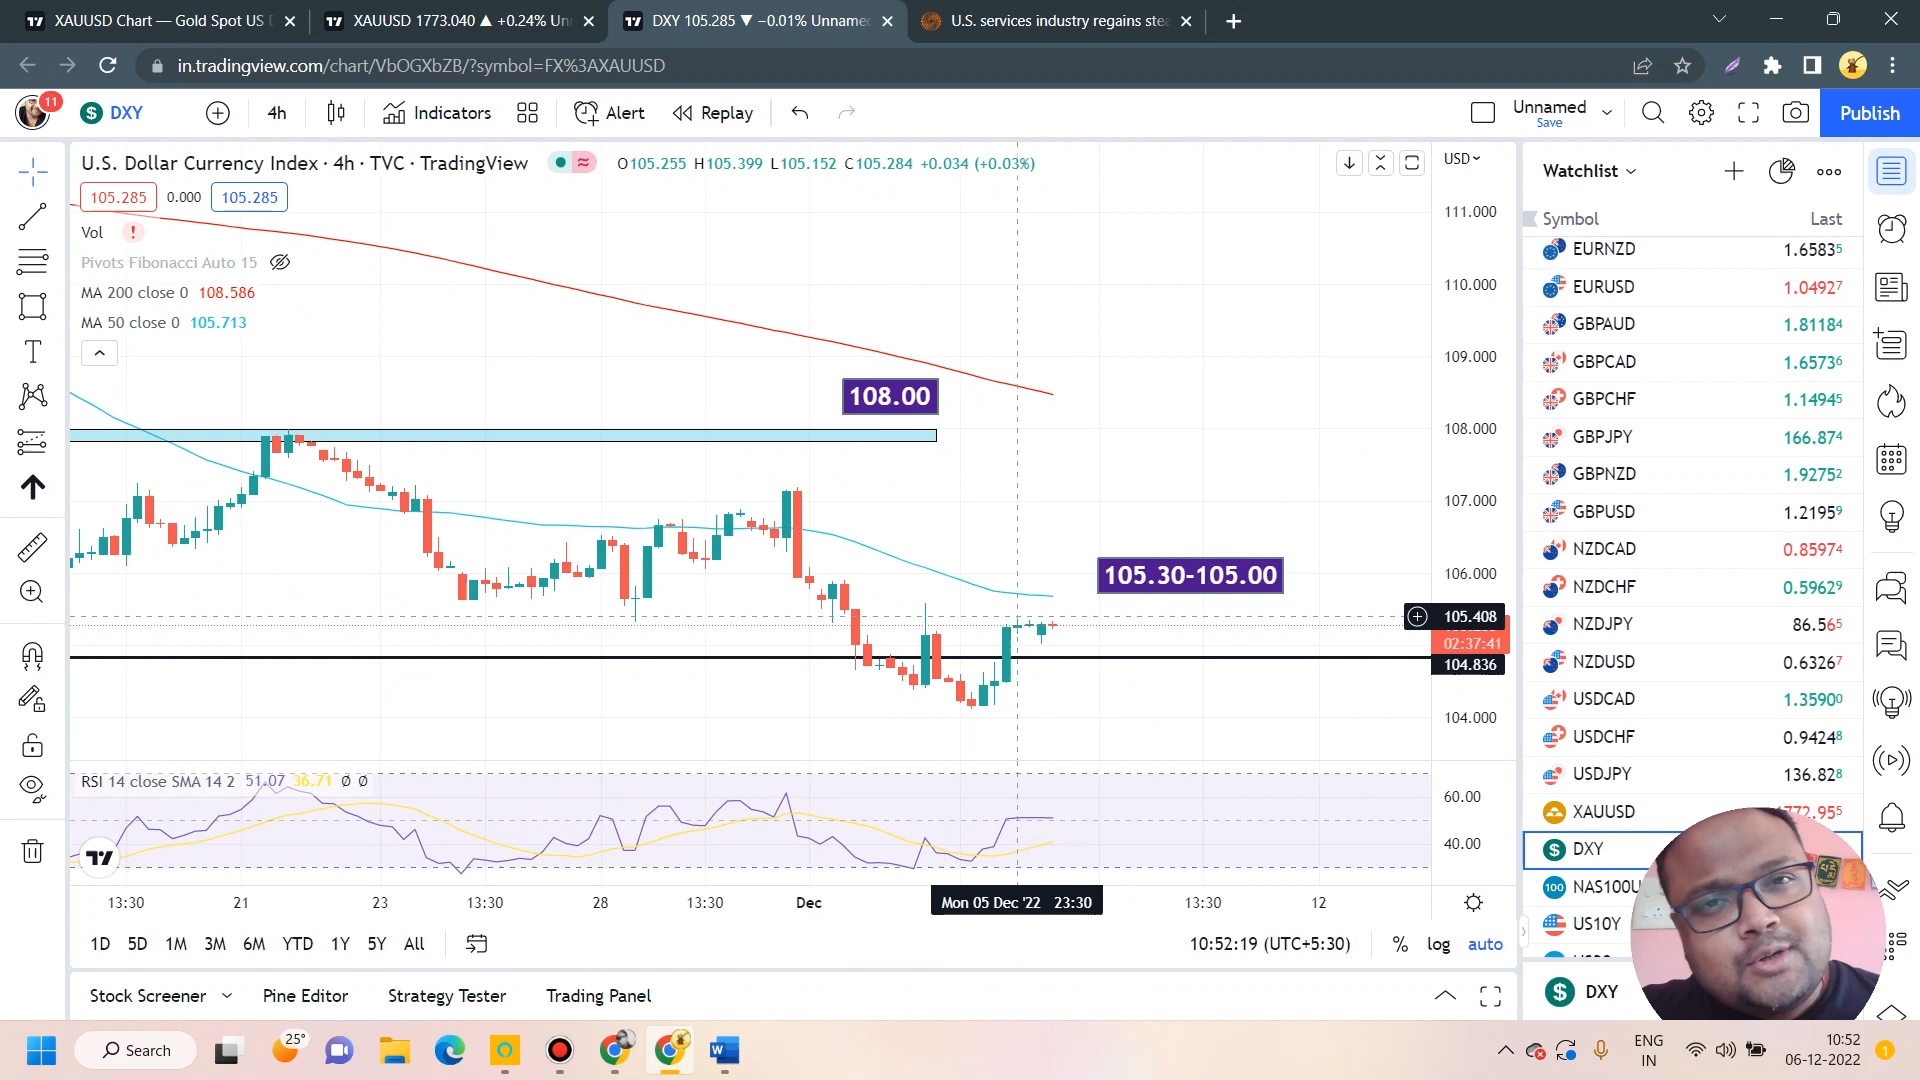 XAUUSD Chart — Gold Spot US D
XAUUSD 1773.040 ▲ +0.24% Un
DXY 105.285 ▼ −0.01% Unname
U.S. services industry regains stea
in.tradingview.com/chart/VbOGXbZB/?symbol=FX%3AXAUUSD
11
DXY
4h
Indicators
Alert
Replay
Unnamed
Save
Publish
U.S. Dollar Currency Index · 4h · TVC · TradingView
O105.255 H105.399 L105.152 C105.284 +0.034 (+0.03%)
105.285 0.000 105.285
Vol
Pivots Fibonacci Auto 15
MA 200 close 0 108.586
MA 50 close 0 105.713
108.00
105.30-105.00
USD
111.000
110.000
109.000
108.000
107.000
106.000
105.408
02:37:41
104.836
104.000
RSI 14 close SMA 14 2 51.07 36.71 Ø Ø
60.00
40.00
13:30 21 23 13:30 28 13:30 Dec Mon 05 Dec '22 23:30 13:30 12
1D 5D 1M 3M 6M YTD 1Y 5Y All
10:52:19 (UTC+5:30) % log auto
Stock Screener Pine Editor Strategy Tester Trading Panel
Watchlist
Symbol Last
EURNZD 1.65835
EURUSD 1.04927
GBPAUD 1.81184
GBPCAD 1.65736
GBPCHF 1.14945
GBPJPY 166.874
GBPNZD 1.92752
GBPUSD 1.21959
NZDCAD 0.85974
NZDCHF 0.59629
NZDJPY 86.565
NZDUSD 0.63267
USDCAD 1.35900
USDCHF 0.94248
USDJPY 136.828
XAUUSD 1772.955
DXY
100 NAS100U
US10Y
DXY
25°
Search
ENG
IN
10:52
06-12-2022
1